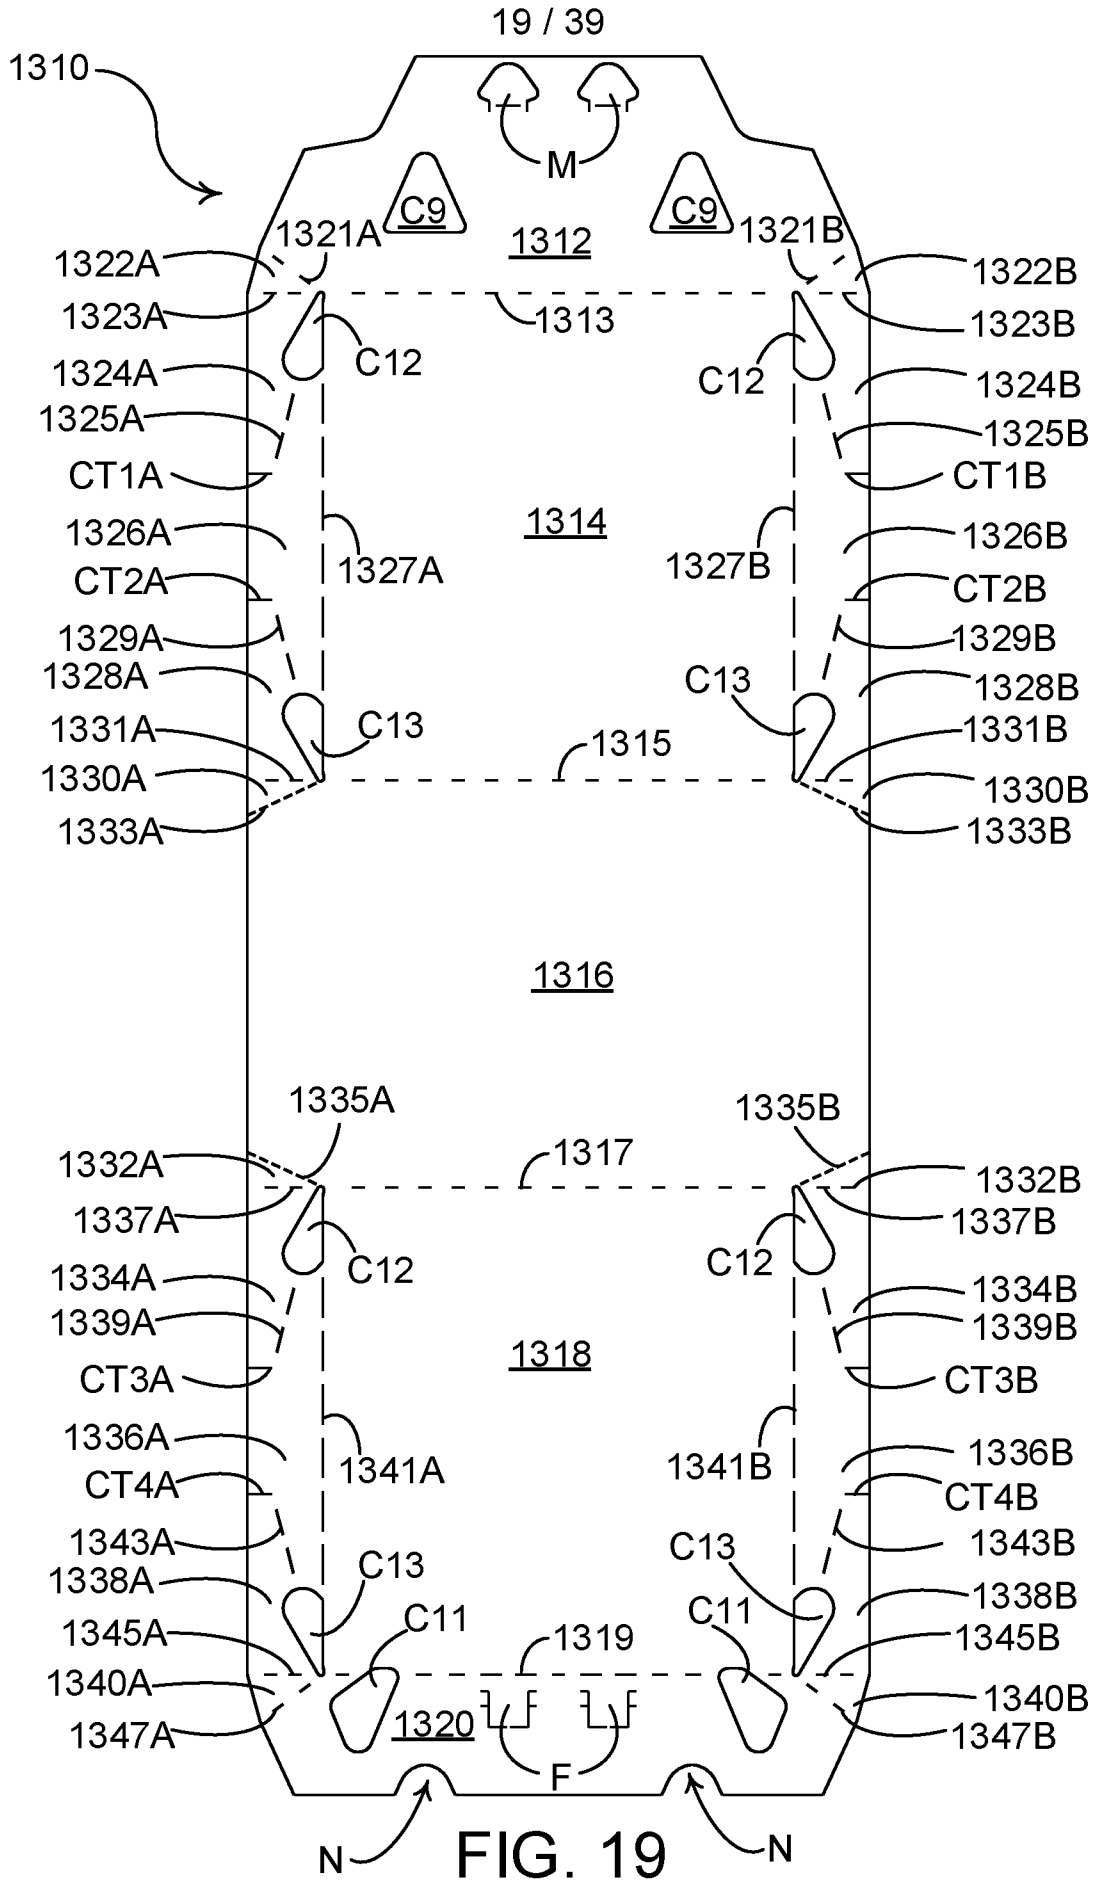 19 / 39
1310
M
C9 C9
1321A 1312 1321B
1322A 1322B
1323A 1313 1323B
C12 C12
1324A 1324B
1325A 1325B
CT1A CT1B
1326A 1314 1326B
1327A 1327B
CT2A CT2B
1329A 1329B
1328A C13 1328B
1331A C13 1315 1331B
1330A 1330B
1333A 1333B
1316
1335A 1335B
1332A 1317 1332B
1337A 1337B
C12 C12
1334A 1334B
1339A 1339B
CT3A 1318 CT3B
1336A 1336B
1341A 1341B
CT4A CT4B
1343A C13 1343B
1338A C13 1338B
C11 C11
1345A 1319 1345B
1340A 1340B
1347A 1320 1347B
F
N FIG. 19 N